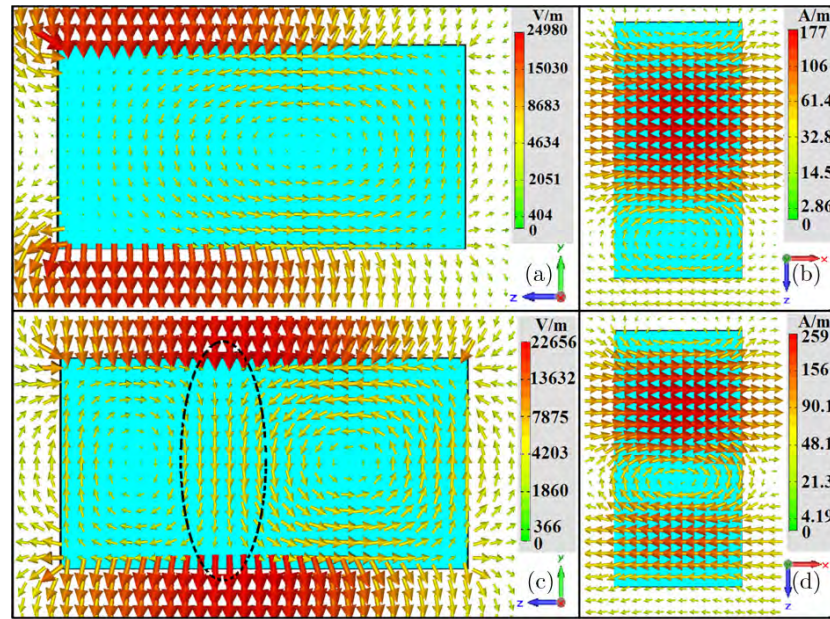 V/m
24980
15030
8683
4634
2051
404
0
y
z
(a)
A/m
177
106
61.4
32.8
14.5
2.86
0
x
z
(b)
V/m
22656
13632
7875
4203
1860
366
0
y
z
(c)
A/m
259
156
90.1
48.1
21.3
4.19
0
x
z
(d)